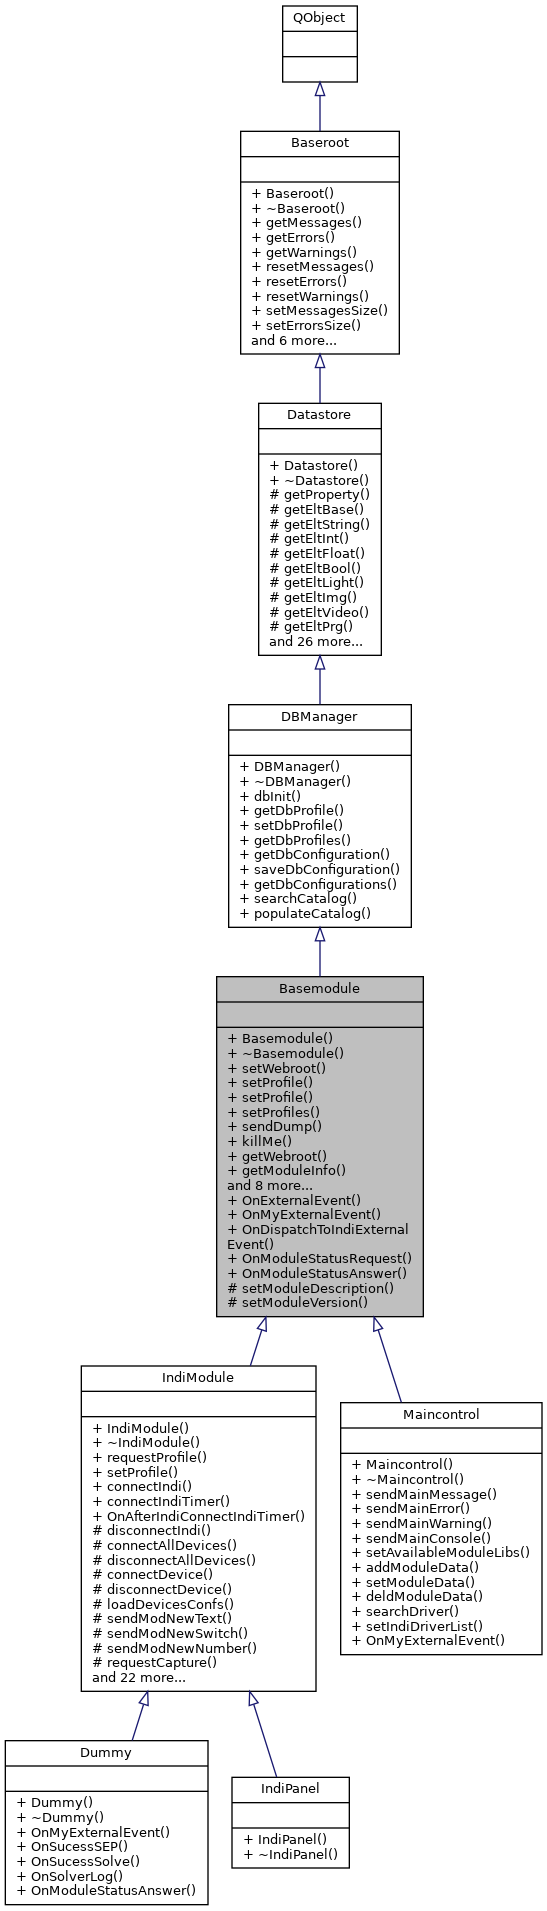 QObject
Baseroot
+ Baseroot()
+ ~Baseroot()
+ getMessages()
+ getErrors()
+ getWarnings()
+ resetMessages()
+ resetErrors()
+ resetWarnings()
+ setMessagesSize()
+ setErrorsSize()
and 6 more...
Datastore
+ Datastore()
+ ~Datastore()
# getProperty()
# getEltBase()
# getEltString()
# getEltInt()
# getEltFloat()
# getEltBool()
# getEltLight()
# getEltImg()
# getEltVideo()
# getEltPrg()
and 26 more...
DBManager
+ DBManager()
+ ~DBManager()
+ dbInit()
+ getDbProfile()
+ setDbProfile()
+ getDbProfiles()
+ getDbConfiguration()
+ saveDbConfiguration()
+ getDbConfigurations()
+ searchCatalog()
+ populateCatalog()
Basemodule
+ Basemodule()
+ ~Basemodule()
+ setWebroot()
+ setProfile()
+ setProfile()
+ setProfiles()
+ sendDump()
+ killMe()
+ getWebroot()
+ getModuleInfo()
and 8 more...
+ OnExternalEvent()
+ OnMyExternalEvent()
+ OnDispatchToIndiExternal
Event()
+ OnModuleStatusRequest()
+ OnModuleStatusAnswer()
# setModuleDescription()
# setModuleVersion()
IndiModule
+ IndiModule()
+ ~IndiModule()
+ requestProfile()
+ setProfile()
+ connectIndi()
+ connectIndiTimer()
+ OnAfterIndiConnectIndiTimer()
# disconnectIndi()
# connectAllDevices()
# disconnectAllDevices()
# connectDevice()
# disconnectDevice()
# loadDevicesConfs()
# sendModNewText()
# sendModNewSwitch()
# sendModNewNumber()
# requestCapture()
and 22 more...
Maincontrol
+ Maincontrol()
+ ~Maincontrol()
+ sendMainMessage()
+ sendMainError()
+ sendMainWarning()
+ sendMainConsole()
+ setAvailableModuleLibs()
+ addModuleData()
+ setModuleData()
+ deldModuleData()
+ searchDriver()
+ setIndiDriverList()
+ OnMyExternalEvent()
Dummy
+ Dummy()
+ ~Dummy()
+ OnMyExternalEvent()
+ OnSucessSEP()
+ OnSucessSolve()
+ OnSolverLog()
+ OnModuleStatusAnswer()
IndiPanel
+ IndiPanel()
+ ~IndiPanel()